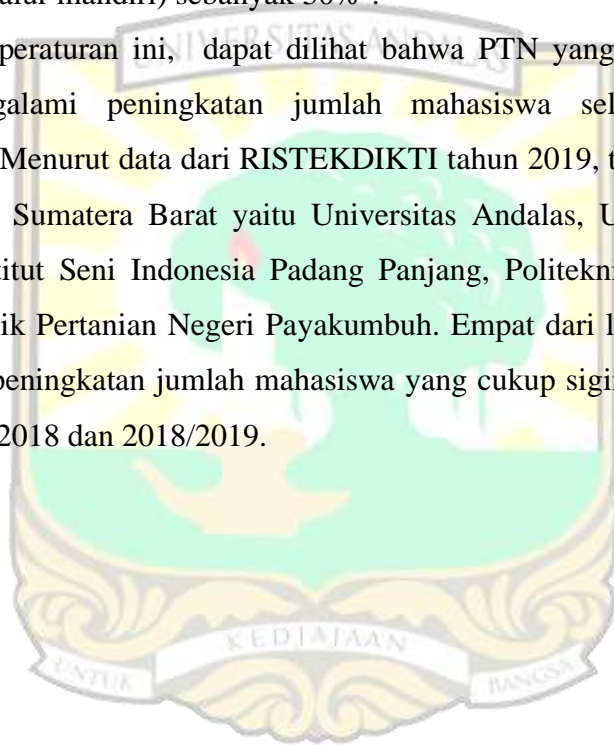 jalur mandiri) sebanyak 30% .
peraturan ini, dapat dilihat bahwa PTN yang
galami peningkatan jumlah mahasiswa sel
Menurut data dari RISTEKDIKTI tahun 2019, t
Sumatera Barat yaitu Universitas Andalas, U
titut Seni Indonesia Padang Panjang, Politekni
ik Pertanian Negeri Payakumbuh. Empat dari l
peningkatan jumlah mahasiswa yang cukup sigi
2018 dan 2018/2019.
UNIVERSITAS ANDALAS
KEDJAJAAN
UNTUK BANGSA